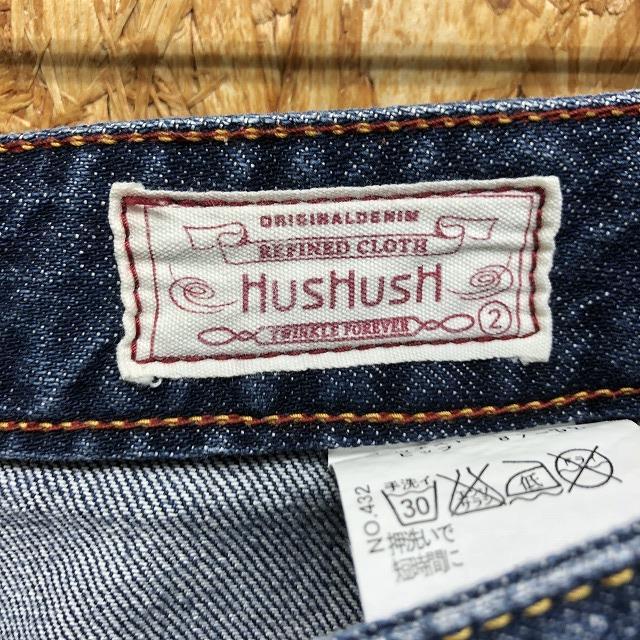 ORIGINALDENIM
REFINED CLOTH
HUSHUSH
TWINKLE FOREVER
2
手洗イ
30
低
NO.432
押洗いで
短時間に